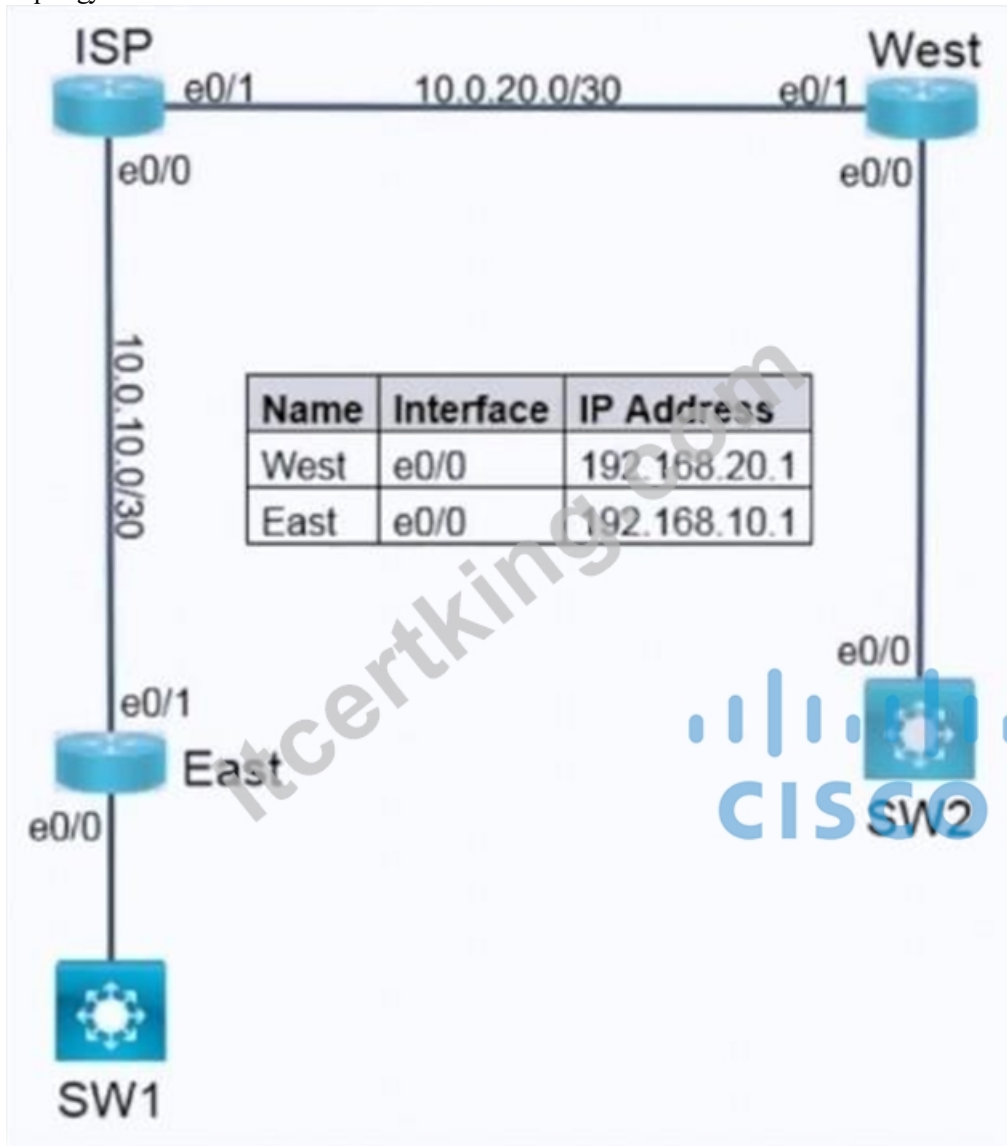 ISP
West
e0/1
10.0.20.0/30
e0/1
e0/0
e0/0
10.0.10.0/30
Name Interface IP Address
West e0/0 192.168.20.1
East e0/0 192.168.10.1
itcertking.com
e0/0
e0/1
East
CISCO
SW2
e0/0
SW1